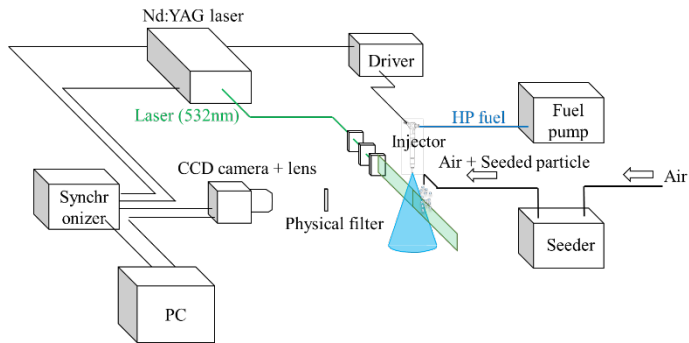 Nd:YAG laser
Driver
Laser (532nm)
HP fuel
Fuel
pump
Injector
CCD camera + lens
Air + Seeded particle
Air
Synchr
onizer
Physical filter
Seeder
PC